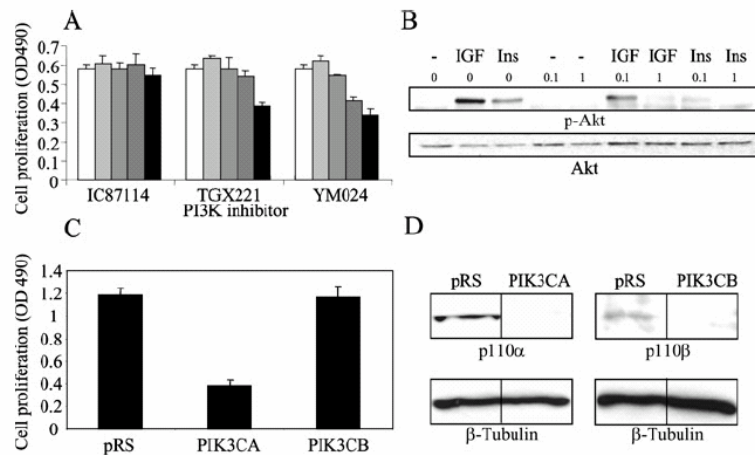 A
Cell proliferation (OD490)
0.7
0.6
0.5
0.4
0.3
0.2
0.1
0
IC87114 TGX221 YM024
PI3K inhibitor
B
- IGF Ins - - IGF IGF Ins Ins
0 0 0 0.1 1 0.1 1 0.1 1
p-Akt
Akt
C
Cell proliferation (OD 490)
1.4
1.2
1
0.8
0.6
0.4
0.2
0
pRS PIK3CA PIK3CB
D
pRS PIK3CA pRS PIK3CB
p110α p110β
β-Tubulin β-Tubulin